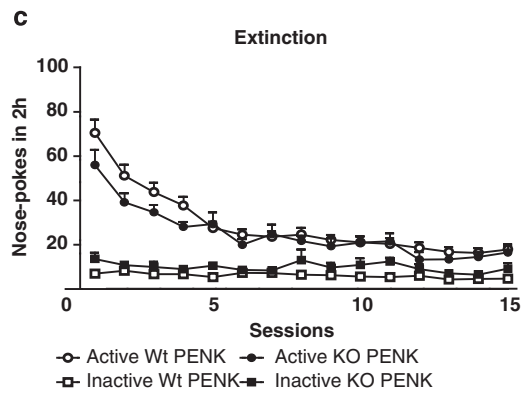 c
Extinction
Nose-pokes in 2h
100
80
60
40
20
0 5 10 15
Sessions
Active Wt PENK Active KO PENK
Inactive Wt PENK Inactive KO PENK